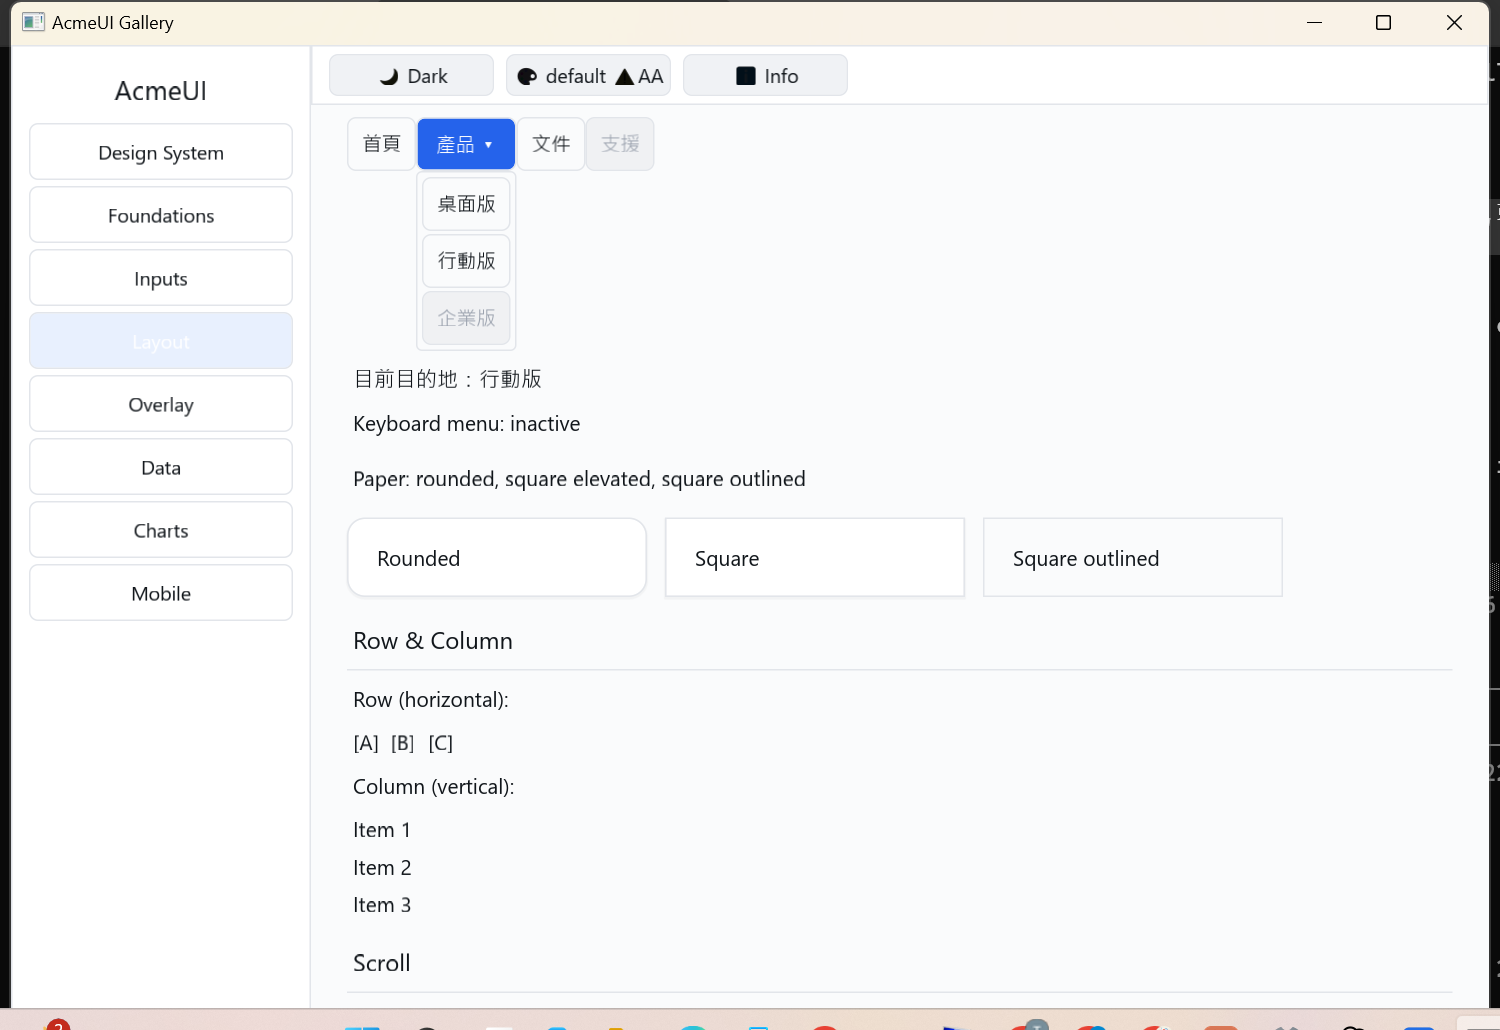 AcmeUI Gallery
AcmeUI
Design System
Foundations
Inputs
Layout
Overlay
Data
Charts
Mobile
Dark
default ▲AA
Info
首頁
產品 ▼
文件
支援
桌面版
行動版
企業版
目前目的地：行動版
Keyboard menu: inactive
Paper: rounded, square elevated, square outlined
Rounded
Square
Square outlined
Row & Column
Row (horizontal):
[A] [B] [C]
Column (vertical):
Item 1
Item 2
Item 3
Scroll